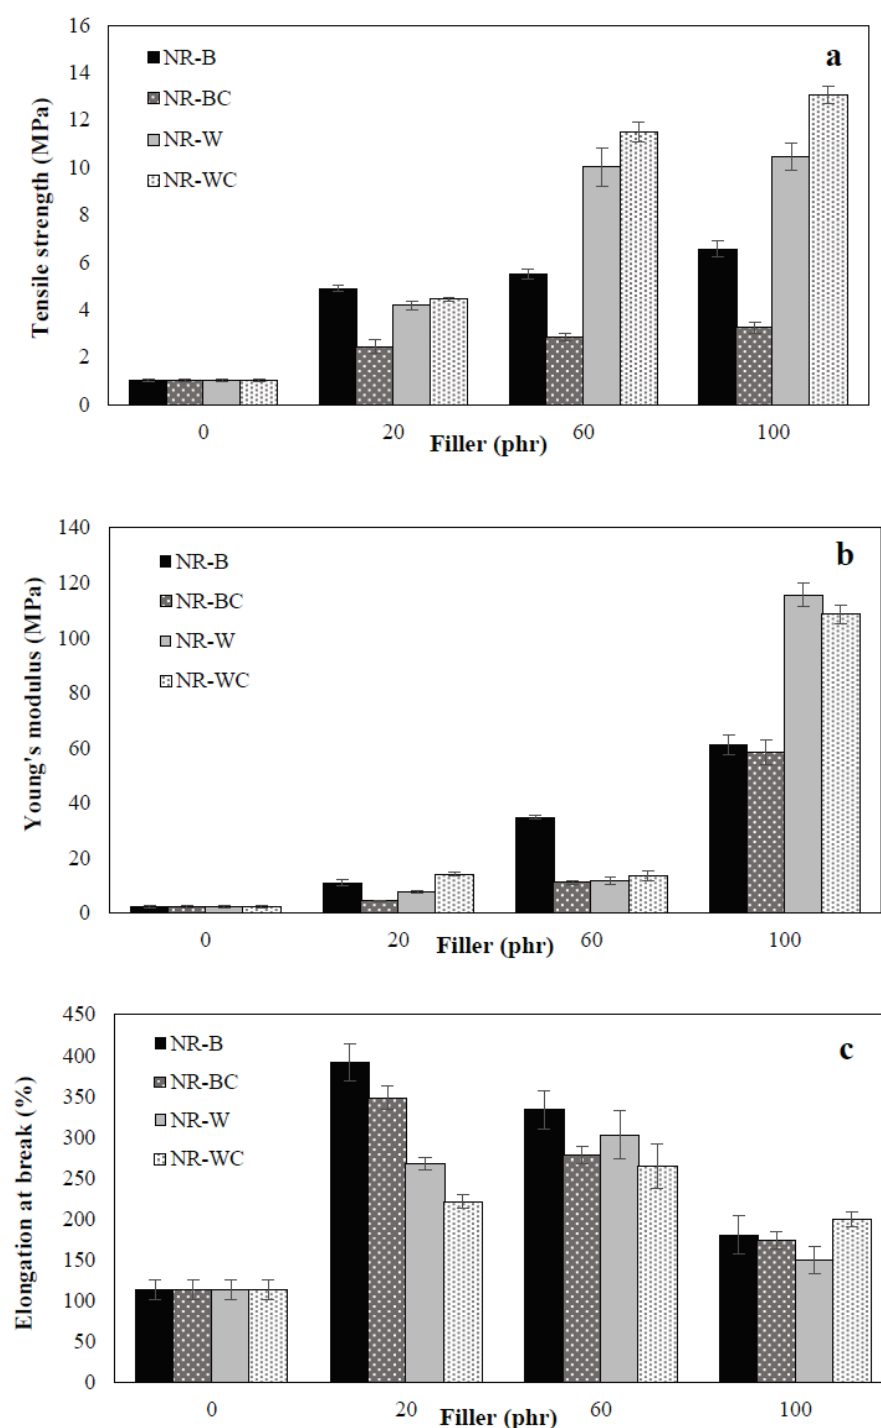 16
14
12
10
8
6
4
2
0
Tensile strength (MPa)
NR-B
NR-BC
NR-W
NR-WC
a
0 20 60 100
Filler (phr)
140
120
100
80
60
40
20
0
Young's modulus (MPa)
NR-B
NR-BC
NR-W
NR-WC
b
0 20 60 100
Filler (phr)
450
400
350
300
250
200
150
100
50
0
Elongation at break (%)
NR-B
NR-BC
NR-W
NR-WC
c
0 20 60 100
Filler (phr)